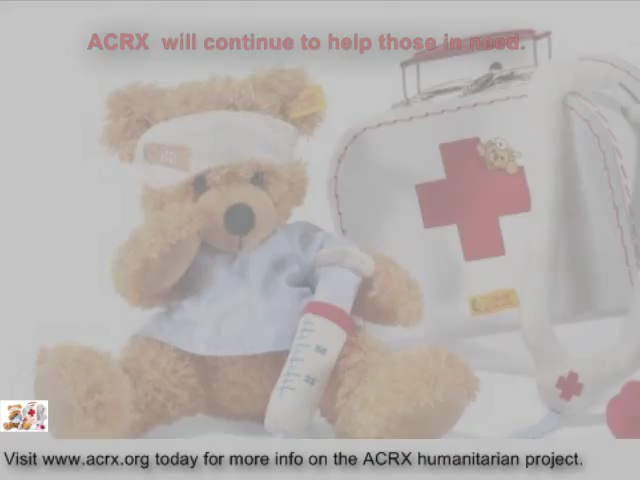 ACRX will continue to help those in need.
Visit www.acrx.org today for more info on the ACRX humanitarian project.